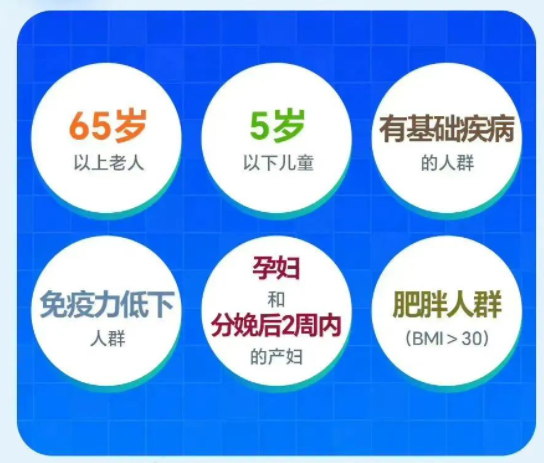 65岁
以上老人
5岁
以下儿童
有基础疾病
的人群
免疫力低下
人群
孕妇
和
分娩后2周内
的产妇
肥胖人群
(BMI＞30)